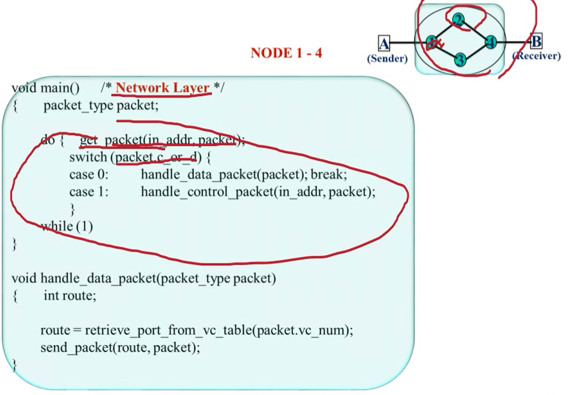 NODE 1 - 4
A
B
(Sender)
(Receiver)
2
4
3
void main() /* Network Layer */
{ packet_type packet;
do { get_packet(in_addr, packet);
switch (packet.c_or_d) {
case 0: handle_data_packet(packet); break;
case 1: handle_control_packet(in_addr, packet);
}
while (1)
}
void handle_data_packet(packet_type packet)
{ int route;
route = retrieve_port_from_vc_table(packet.vc_num);
send_packet(route, packet);
}